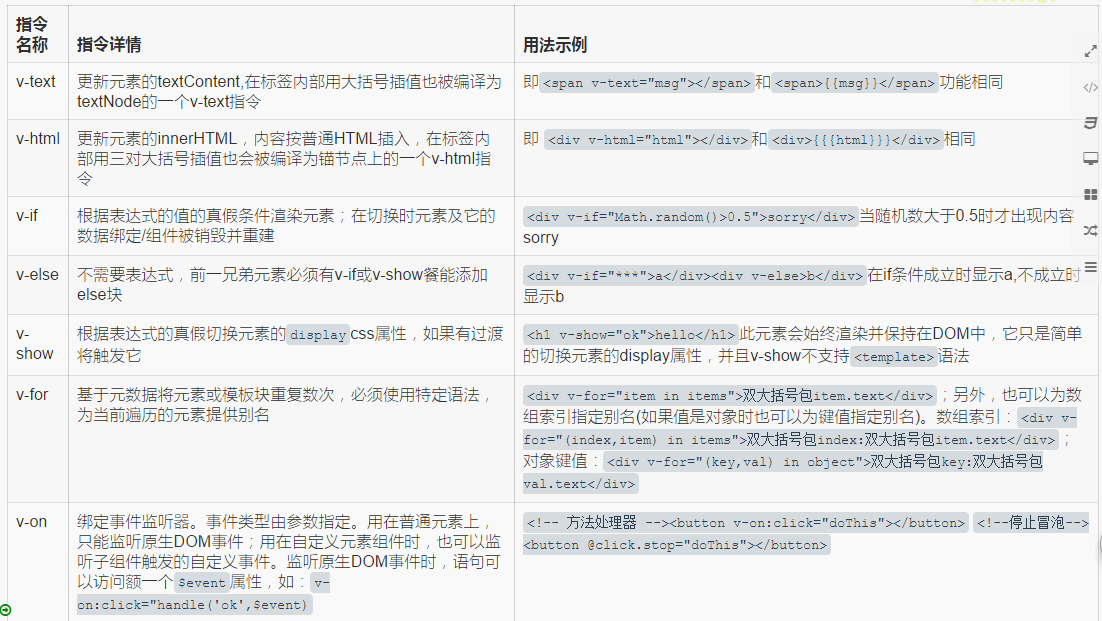 指令
名称 指令详情 用法示例
v-text 更新元素的textContent,在标签内部用大括号插值也被编译为 即<span v-text="msg"></span>和<span>{{msg}}</span>功能相同
textNode的一个v-text指令
v-html 更新元素的innerHTML，内容按普通HTML插入，在标签内 即 <div v-html="html"></div>和<div>{{{html}}}</div>相同
部用三对大括号插值也会被编译为锚节点上的一个v-html指
令
v-if 根据表达式的值的真假条件渲染元素；在切换时元素及它的 <div v-if="Math.random()>0.5">sorry</div>当随机数大于0.5时才出现内容
数据绑定/组件被销毁并重建 sorry
v-else 不需要表达式，前一兄弟元素必须有v-if或v-show餐能添加 <div v-if="***">a</div><div v-else>b</div>在if条件成立时显示a,不成立时
else块 显示b
v- 根据表达式的真假切换元素的display css属性，如果有过渡 <h1 v-show="ok">hello</h1>此元素会始终渲染并保持在DOM中，它只是简单
show 将触发它 的切换元素的display属性，并且v-show不支持<template>语法
v-for 基于元数据将元素或模板块重复数次，必须使用特定语法， <div v-for="item in items">双大括号包item.text</div>；另外，也可以为数
为当前遍历的元素提供别名 组索引指定别名(如果值是对象时也可以为键值指定别名)。数组索引：<div v-
for="(index,item) in items">双大括号包index:双大括号包item.text</div>；
对象键值：<div v-for="(key,val) in object">双大括号包key:双大括号包
val.text</div>
v-on 绑定事件监听器。事件类型由参数指定。用在普通元素上， <!-- 方法处理器 --><button v-on:click="doThis"></button> <!--停止冒泡-->
只能监听原生DOM事件；用在自定义元素组件时，也可以监 <button @click.stop="doThis"></button>
听子组件触发的自定义事件。监听原生DOM事件时，语句可
以访问额一个$event属性，如：v-
on:click="handle('ok',$event)